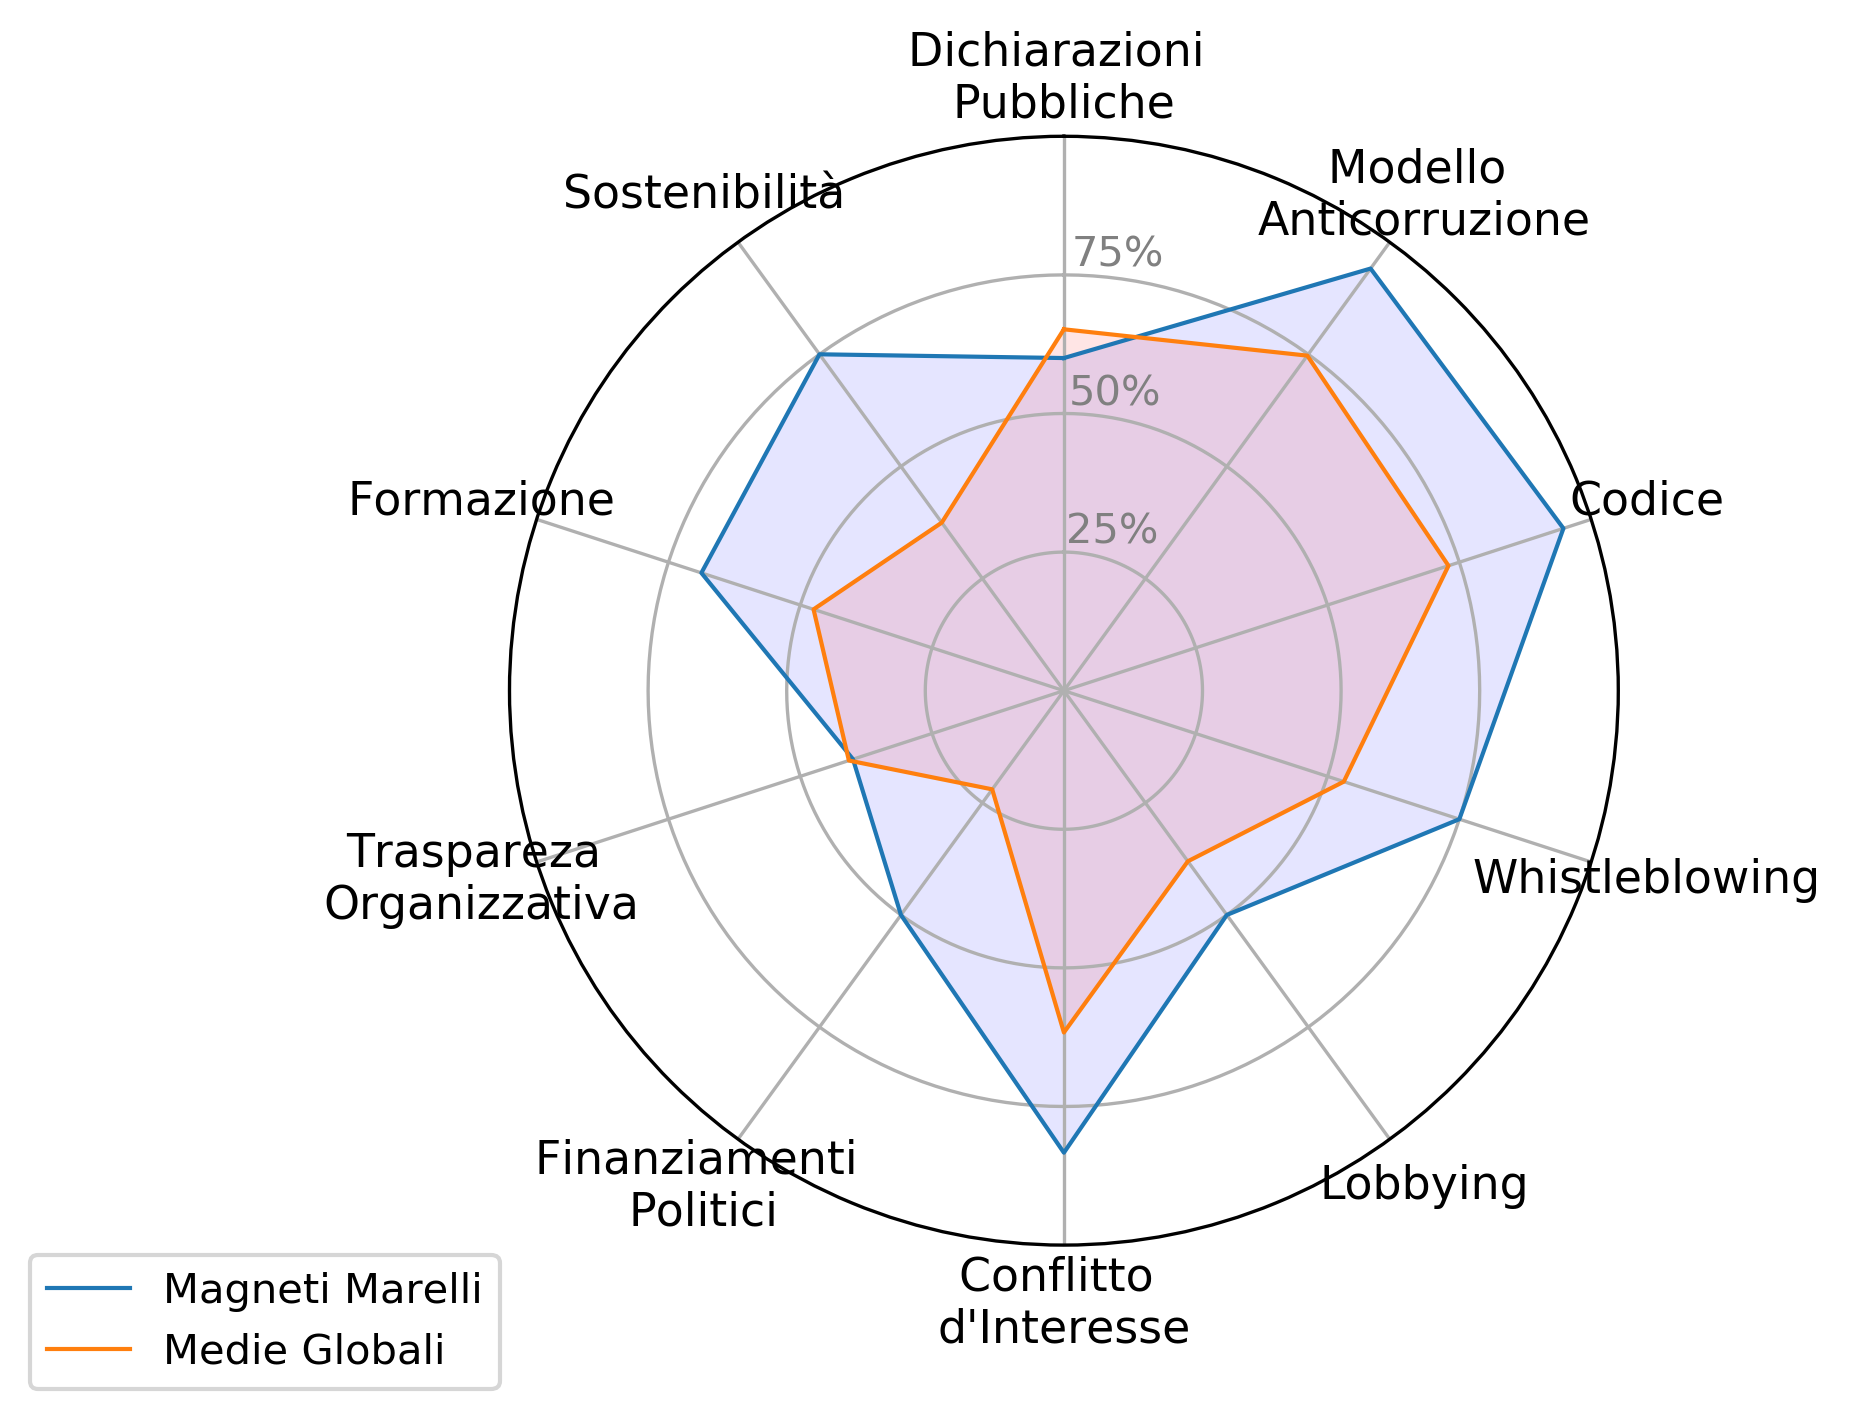 Dichiarazioni
Pubbliche
Modello
Anticorruzione
Sostenibilità
75%
50%
25%
Codice
Formazione
Traspareza
Organizzativa
Whistleblowing
Finanziamenti
Politici
Lobbying
Conflitto
d'Interesse
Magneti Marelli
Medie Globali